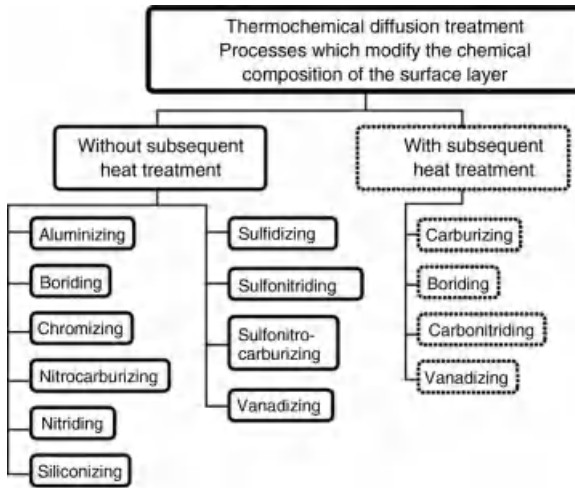 Thermochemical diffusion treatment
Processes which modify the chemical
composition of the surface layer
Without subsequent
heat treatment
With subsequent
heat treatment
Aluminizing
Boriding
Chromizing
Nitrocarburizing
Nitriding
Siliconizing
Sulfidizing
Sulfonitriding
Sulfonitro-
carburizing
Vanadizing
Carburizing
Boriding
Carbonitriding
Vanadizing